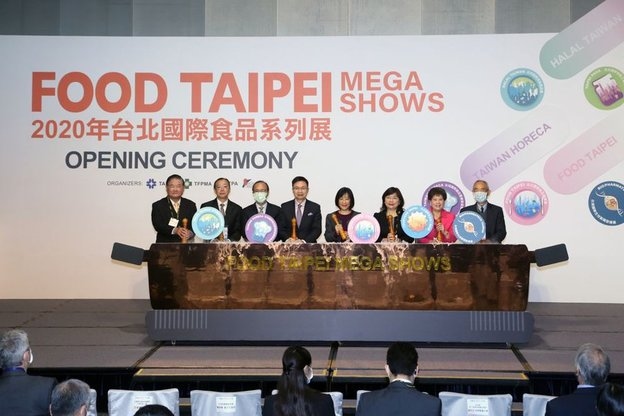 FOOD TAIPEI MEGA SHOWS
2020年台北國際食品系列展
OPENING CEREMONY
ORGANIZERS:
TFPMA
HALAL TAIWAN
TAIWAN HORECA
FOOD TAIPEI
FOOD TAIPEI MEGA SHOWS